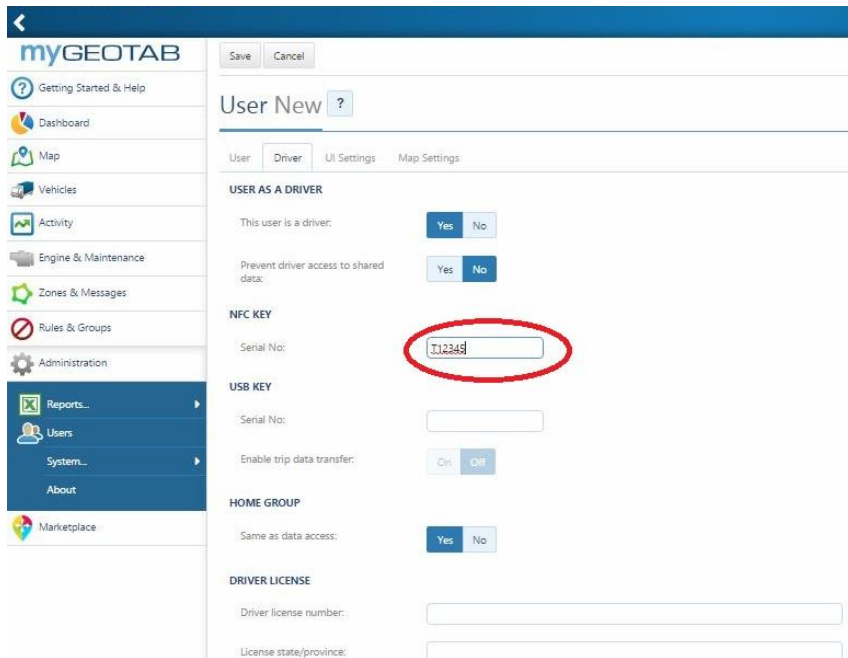 myGEOTAB
Getting Started & Help
Dashboard
Map
Vehicles
Activity
Engine & Maintenance
Zones & Messages
Rules & Groups
Administration
Reports...
Users
System...
About
Marketplace
Save Cancel
User New ?
User Driver UI Settings Map Settings
USER AS A DRIVER
This user is a driver: Yes No
Prevent driver access to shared
data: Yes No
NFC KEY
Serial No: T12345
USB KEY
Serial No:
Enable trip data transfer: On Off
HOME GROUP
Same as data access: Yes No
DRIVER LICENSE
Driver license number:
License state/province: